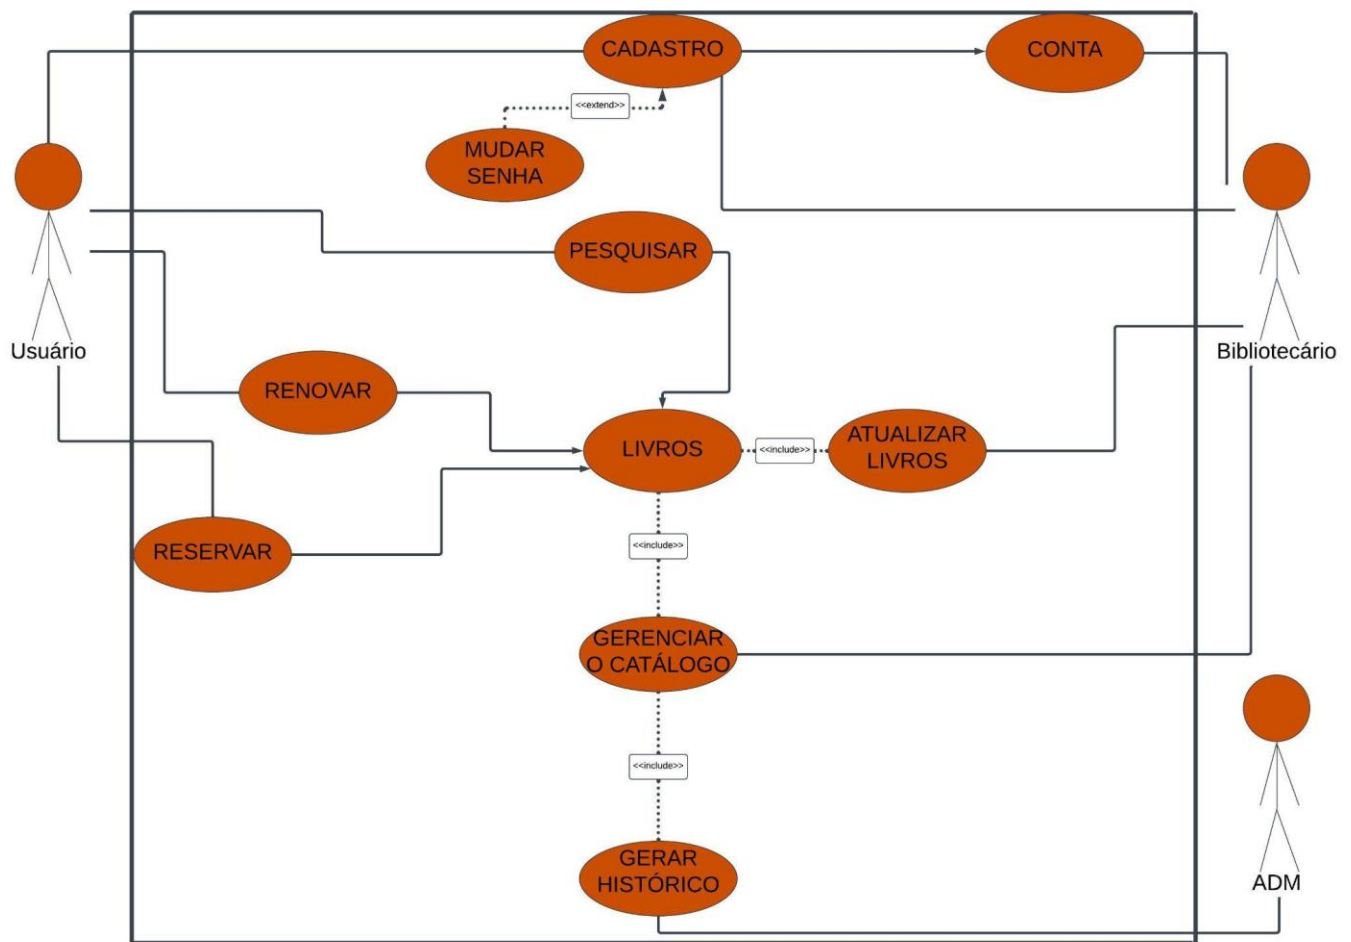 CADASTRO
CONTA
<<extend>>
MUDAR
SENHA
PESQUISAR
Usuário
Bibliotecário
RENOVAR
LIVROS
<<include>>
ATUALIZAR
LIVROS
RESERVAR
<<include>>
GERENCIAR
O CATÁLOGO
<<include>>
GERAR
HISTÓRICO
ADM